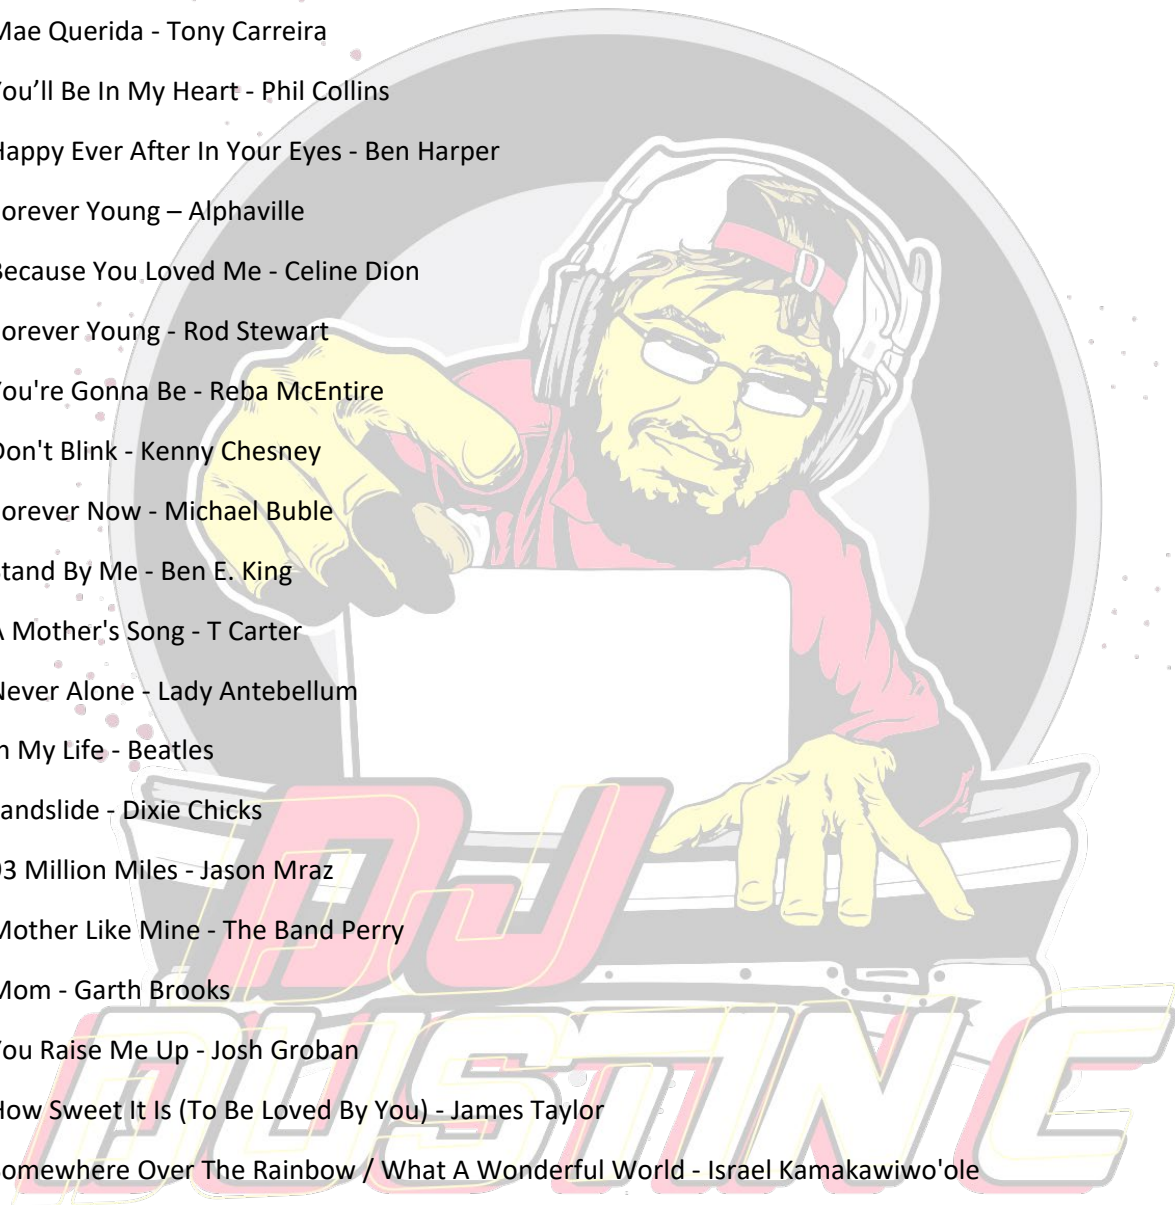 Mae Querida - Tony Carreira
You’ll Be In My Heart - Phil Collins
Happy Ever After In Your Eyes - Ben Harper
orever Young – Alphaville
Because You Loved Me - Celine Dion
orever Young - Rod Stewart
You're Gonna Be - Reba McEntire
Don't Blink - Kenny Chesney
orever Now - Michael Buble
tand By Me - Ben E. King
A Mother's Song - T Carter
Never Alone - Lady Antebellum
n My Life - Beatles
andslide - Dixie Chicks
93 Million Miles - Jason Mraz
Mother Like Mine - The Band Perry
Mom - Garth Brooks
You Raise Me Up - Josh Groban
How Sweet It Is (To Be Loved By You) - James Taylor
omewhere Over The Rainbow / What A Wonderful World - Israel Kamakawiwo'ole
DJ
DUSTIN C